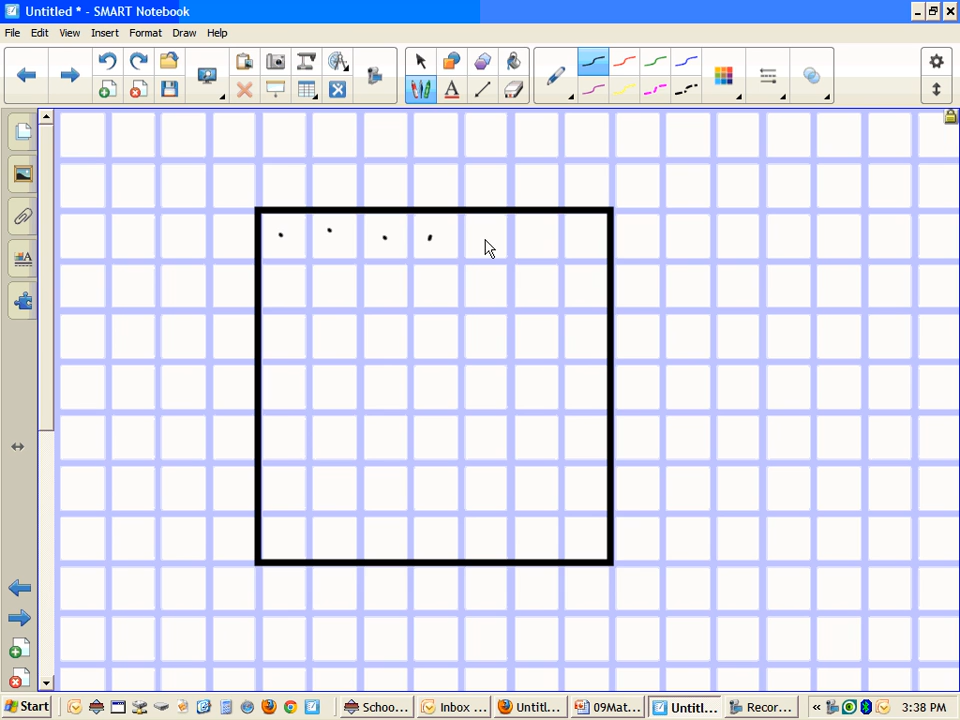 Untitled * - SMART Notebook
File Edit View Insert Format Draw Help
Start Schoo... Inbox ... Untitl... 09Mat... Untitl... Recor... « 3:38 PM